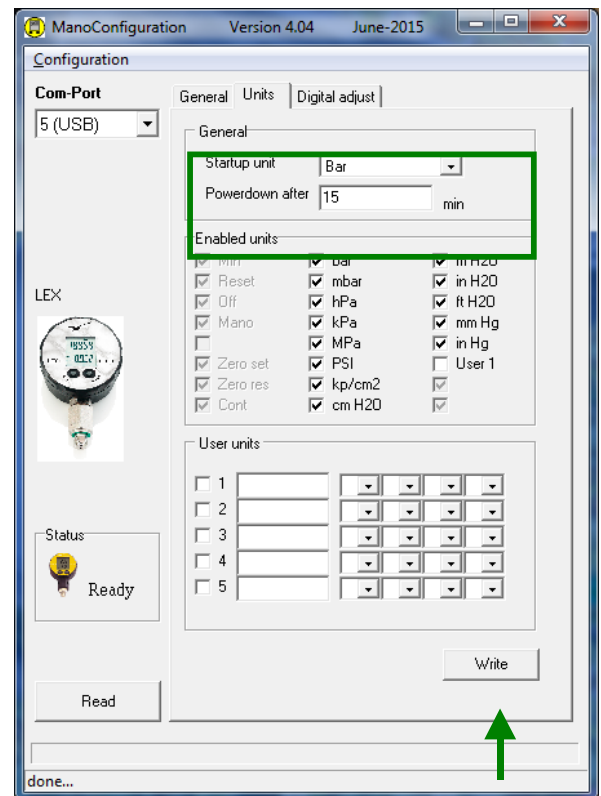 ManoConfiguration Version 4.04 June-2015
Configuration
Com-Port
5 (USB)
General Units Digital adjust
General
Startup unit Bar
Powerdown after 15 min
Enabled units
Min bar m H2O
Reset mbar in H2O
Off hPa ft H2O
Mano kPa mm Hg
MPa in Hg
Zero set PSI User 1
Zero res kp/cm2
Cont cm H2O
LEX
User units
1
2
3
4
5
Status
Ready
Write
Read
done...